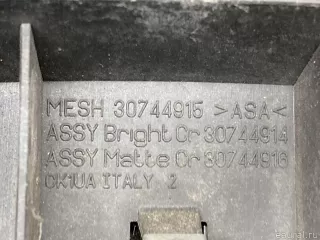 MESH 30744915 >ASA<
ASSY Bright Cr 30744914
ASSY Matte Cr 30744916
CK1UA ITALY 2